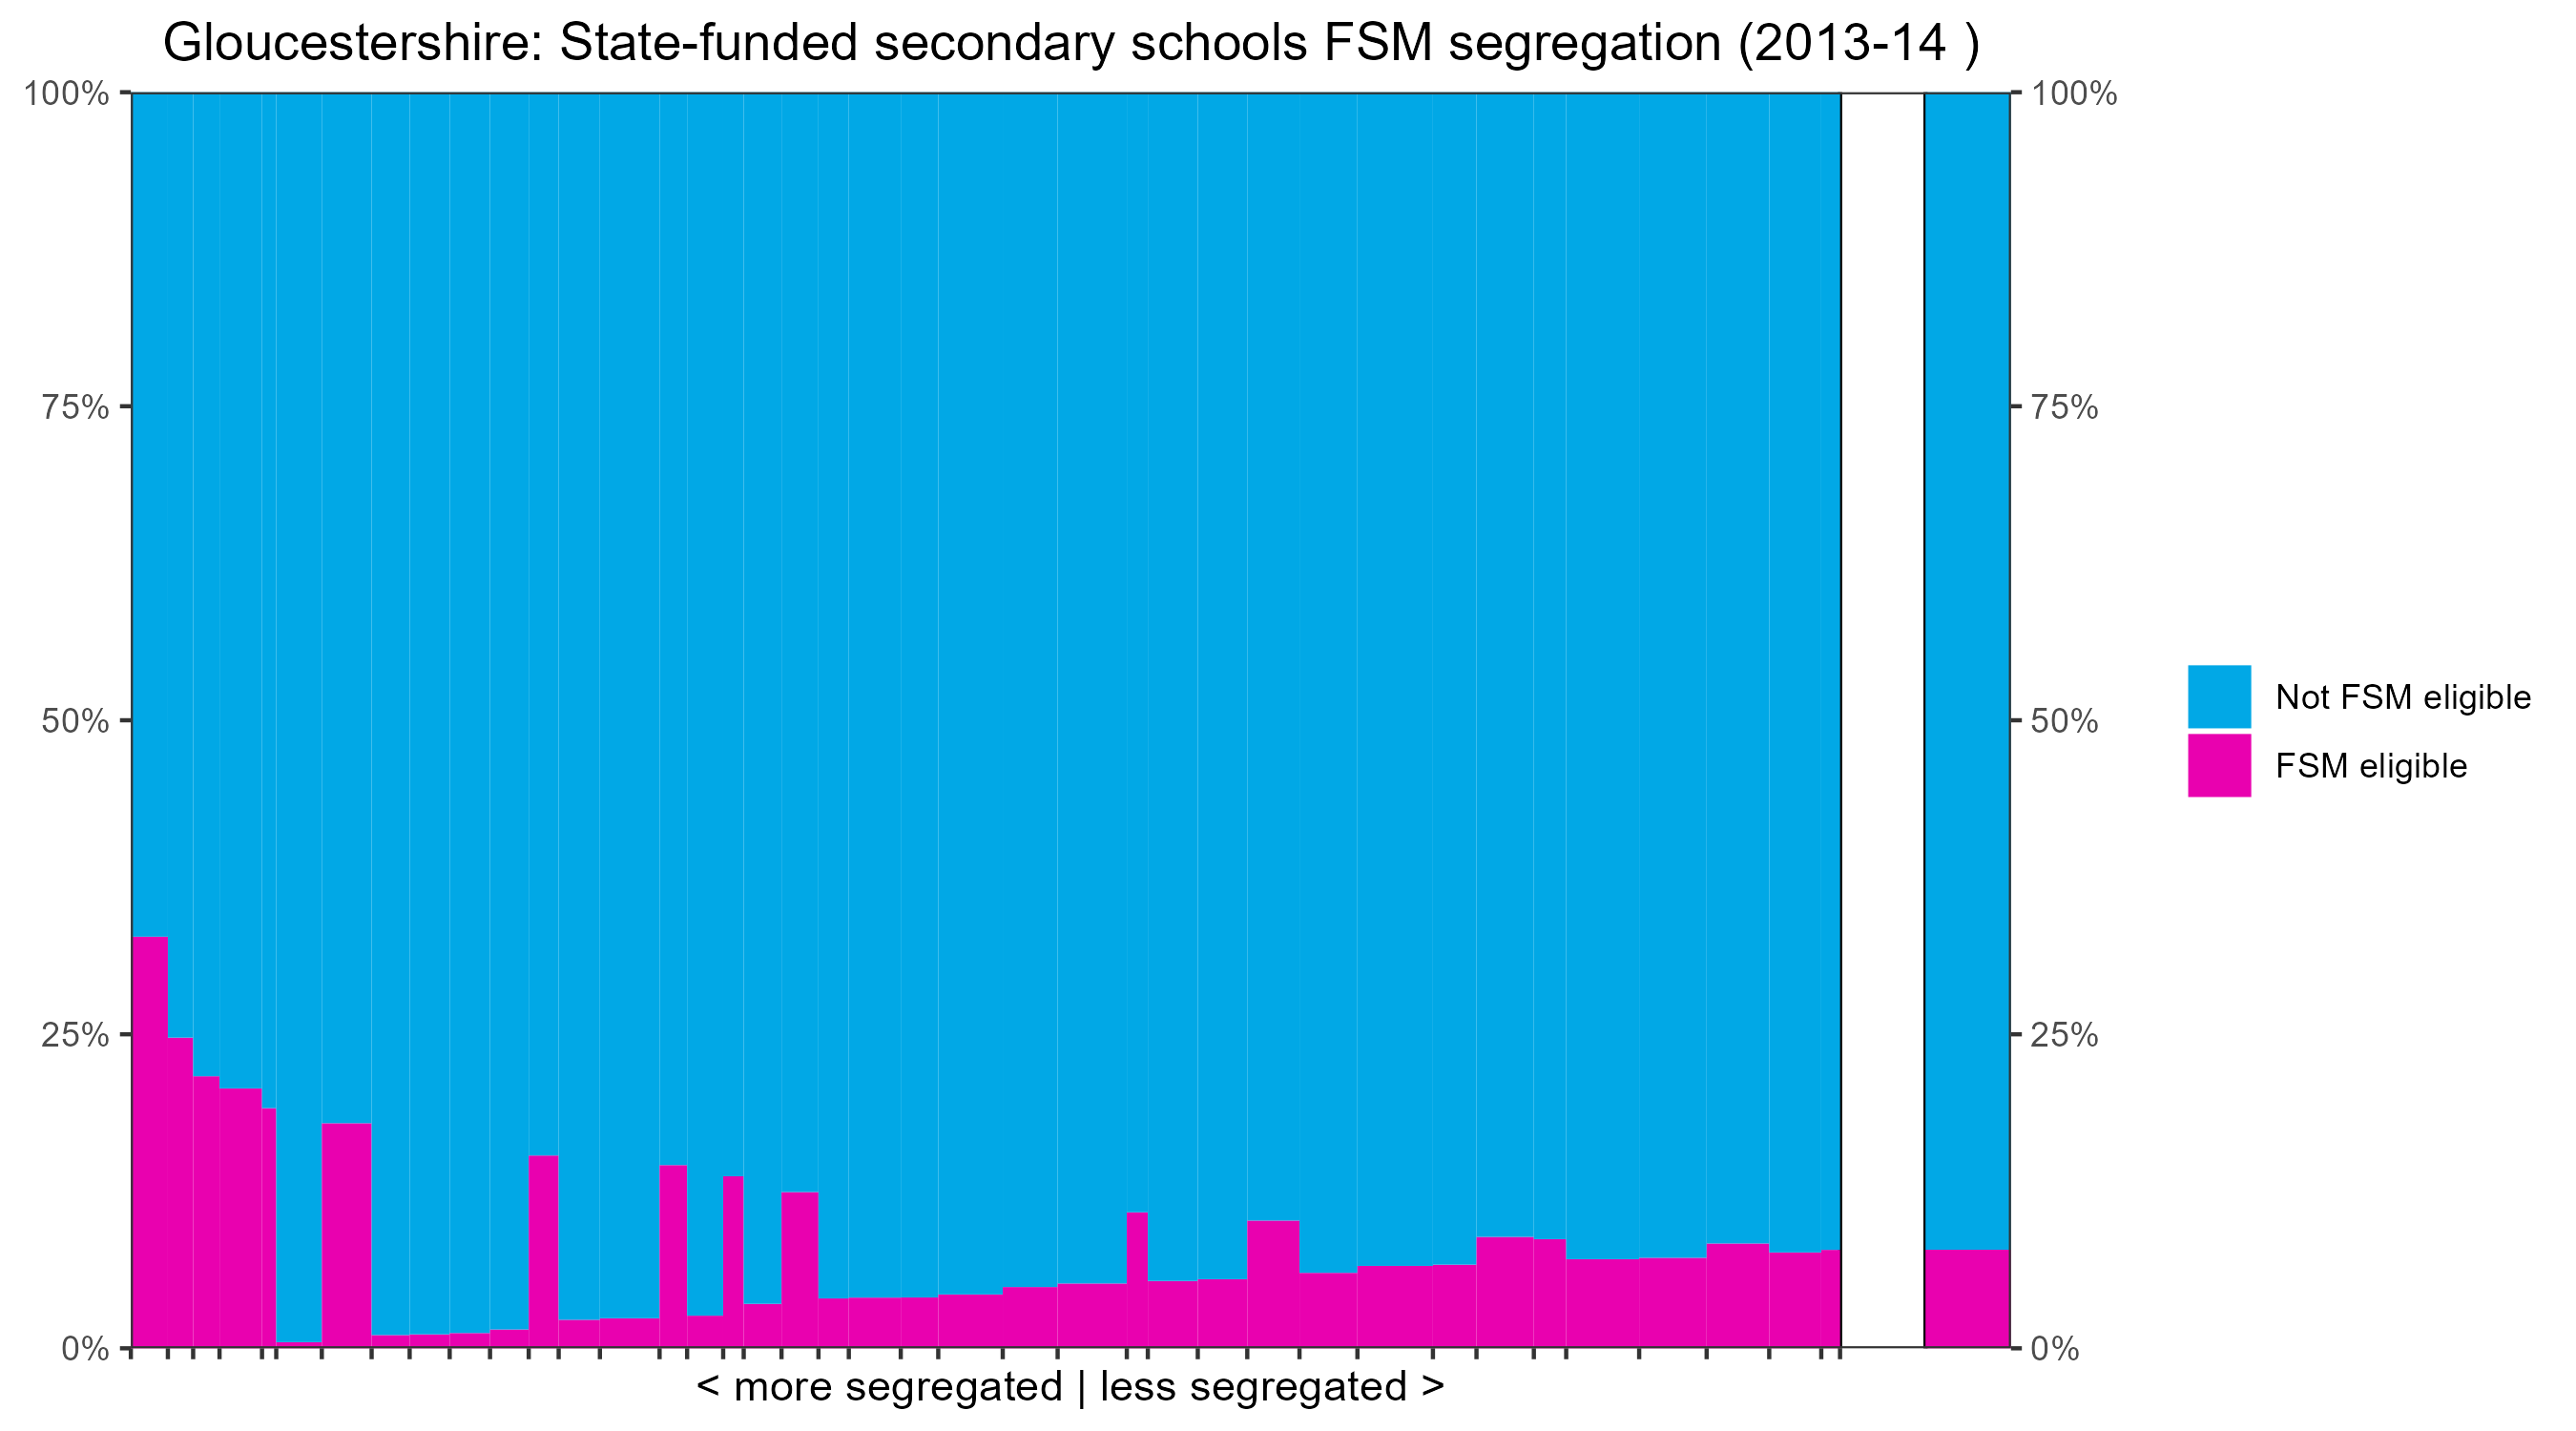 Gloucestershire: State-funded secondary schools FSM segregation (2013-14 )
100%
75%
50%
25%
0%
100%
75%
50%
25%
0%
< more segregated | less segregated >
Not FSM eligible
FSM eligible